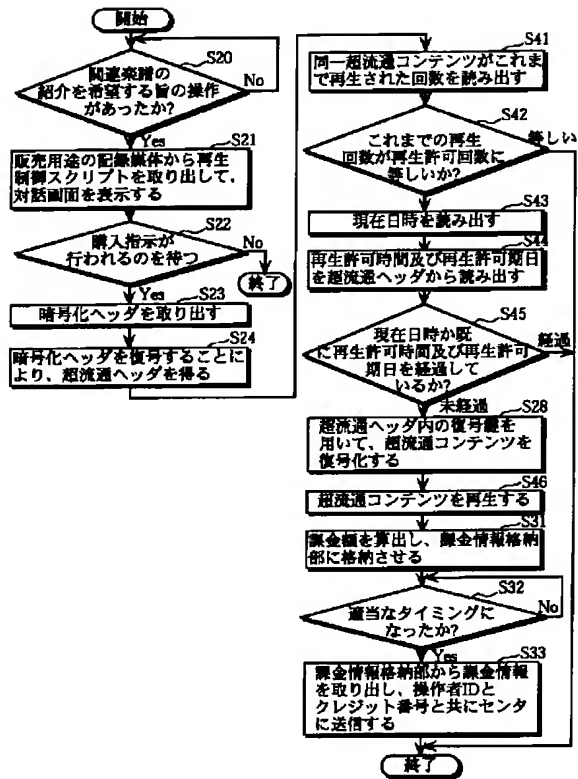 開始
S20
関連楽譜の
紹介を希望する旨の操作
があったか?
No
Yes
S21
販売用途の記録媒体から再生
制御スクリプトを取り出して、
対話画面を表示する
S22
購入指示が
行われるのを待つ
No
終了
Yes
S23
暗号化ヘッダを取り出す
S24
暗号化ヘッダを復号することに
より、超流通ヘッダを得る
S41
同一超流通コンテンツがこれま
で再生された回数を読み出す
S42
これまでの再生
回数が再生許可回数に
等しいか?
等しい
S43
現在日時を読み出す
S44
再生許可時間及び再生許可期日
を超流通ヘッダから読み出す
S45
現在日時が既
に再生許可時間及び再生許可
期日を経過して
いるか?
経過
未経過
S28
超流通ヘッダ内の復号鍵を
用いて、超流通コンテンツを
復号化する
S46
超流通コンテンツを再生する
S31
課金額を算出し、課金情報格納
部に格納させる
S32
適当なタイミングに
なったか?
No
Yes
S33
課金情報格納部から課金情報
を取り出し、操作者IDと
クレジット番号と共にセンタ
に送信する
終了